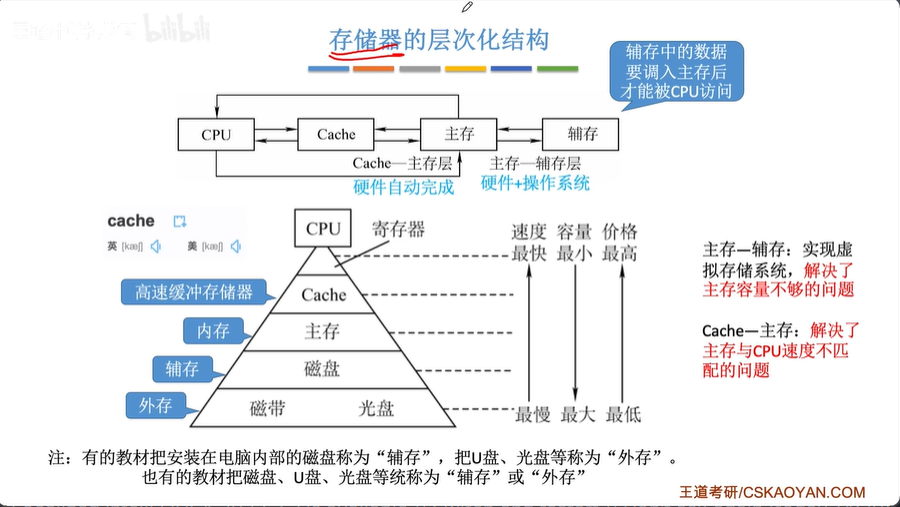 bilibili
存储器的层次化结构
辅存中的数据
要调入主存后
才能被CPU访问
CPU
Cache
主存
辅存
Cache—主存层
主存—辅存层
硬件自动完成
硬件+操作系统
cache
英 [kæʃ]
美 [kæʃ]
CPU
寄存器
速度 容量 价格
最快 最小 最高
高速缓冲存储器
Cache
内存
主存
辅存
磁盘
外存
磁带
光盘
最慢 最大 最低
主存—辅存：实现虚
拟存储系统，解决了
主存容量不够的问题
Cache—主存：解决了
主存与CPU速度不匹
配的问题
注：有的教材把安装在电脑内部的磁盘称为“辅存”，把U盘、光盘等称为“外存”。
也有的教材把磁盘、U盘、光盘等统称为“辅存”或“外存”
王道考研/CSKAOYAN.COM